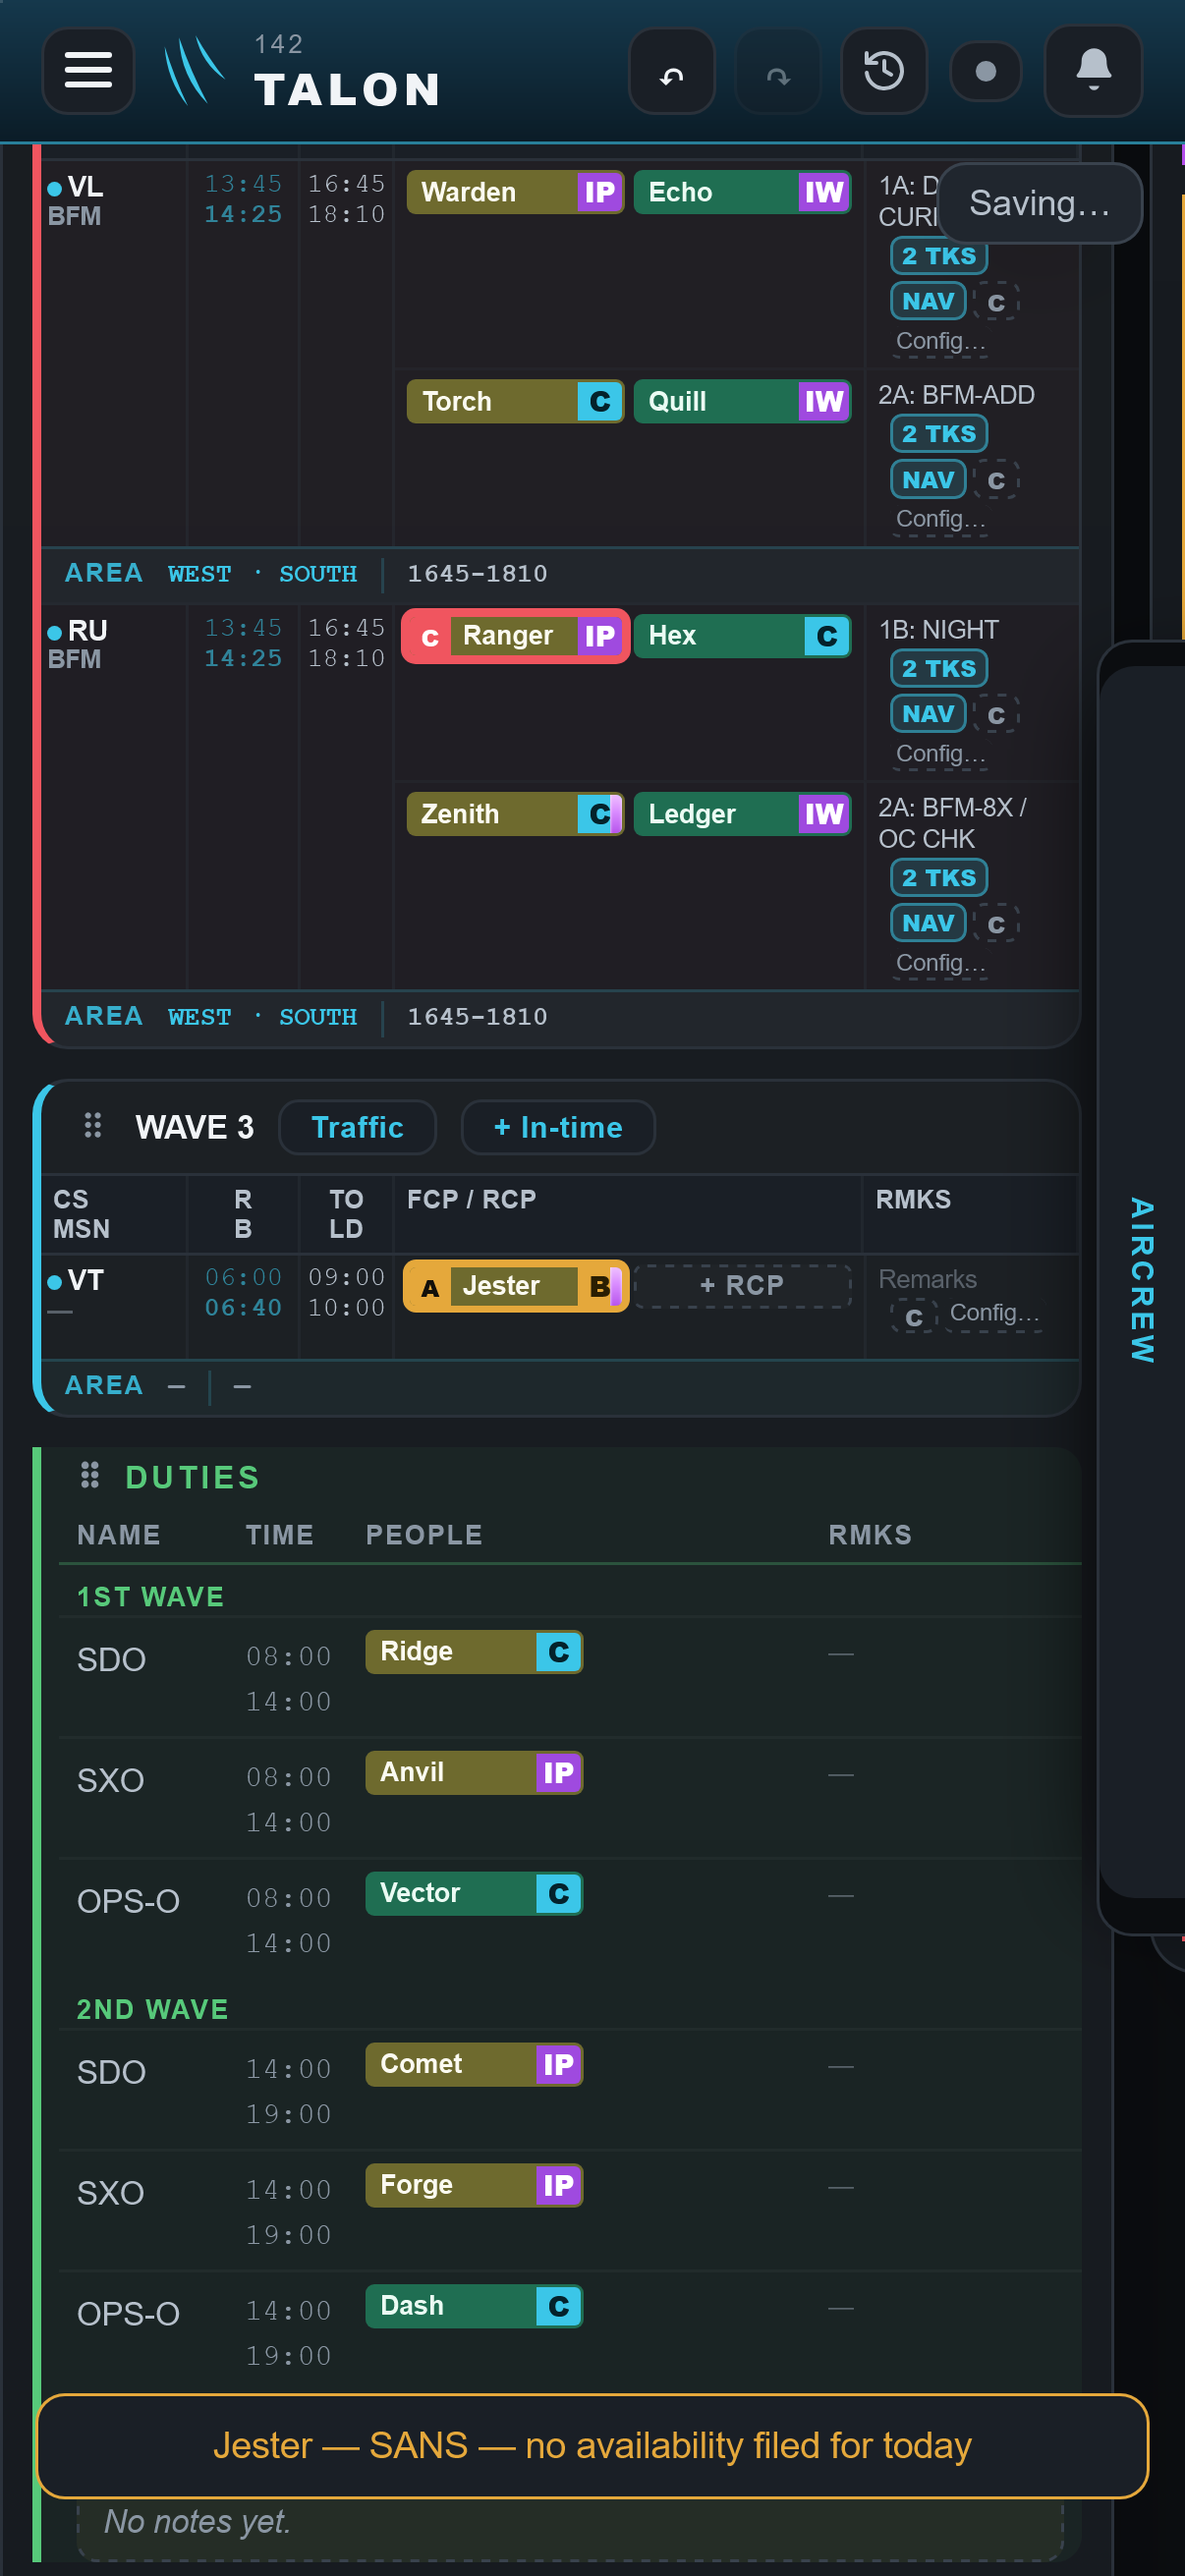 142
TALON
Saving…
VL 13:45 16:45 Warden IP Echo IW 1A:
BFM 14:25 18:10
2 TKS
NAV C
Config…
Torch C Quill IW 2A: BFM-ADD
2 TKS
NAV C
Config…
AREA WEST · SOUTH 1645–1810
RU 13:45 16:45 C Ranger IP Hex C 1B: NIGHT
BFM 14:25 18:10
2 TKS
NAV C
Config…
Zenith C Ledger IW 2A: BFM-8X /
OC CHK
2 TKS
NAV C
Config…
AREA WEST · SOUTH 1645–1810
WAVE 3 Traffic + In-time
CS R TO FCP / RCP RMKS
MSN B LD
VT 06:00 09:00 A Jester B + RCP Remarks
— 06:40 10:00 C Config…
AREA — —
AIRCREW
DUTIES
NAME TIME PEOPLE RMKS
1ST WAVE
SDO 08:00 Ridge C —
14:00
SXO 08:00 Anvil IP —
14:00
OPS-O 08:00 Vector C —
14:00
2ND WAVE
SDO 14:00 Comet IP —
19:00
SXO 14:00 Forge IP —
19:00
OPS-O 14:00 Dash C —
19:00
Jester — SANS — no availability filed for today
No notes yet.